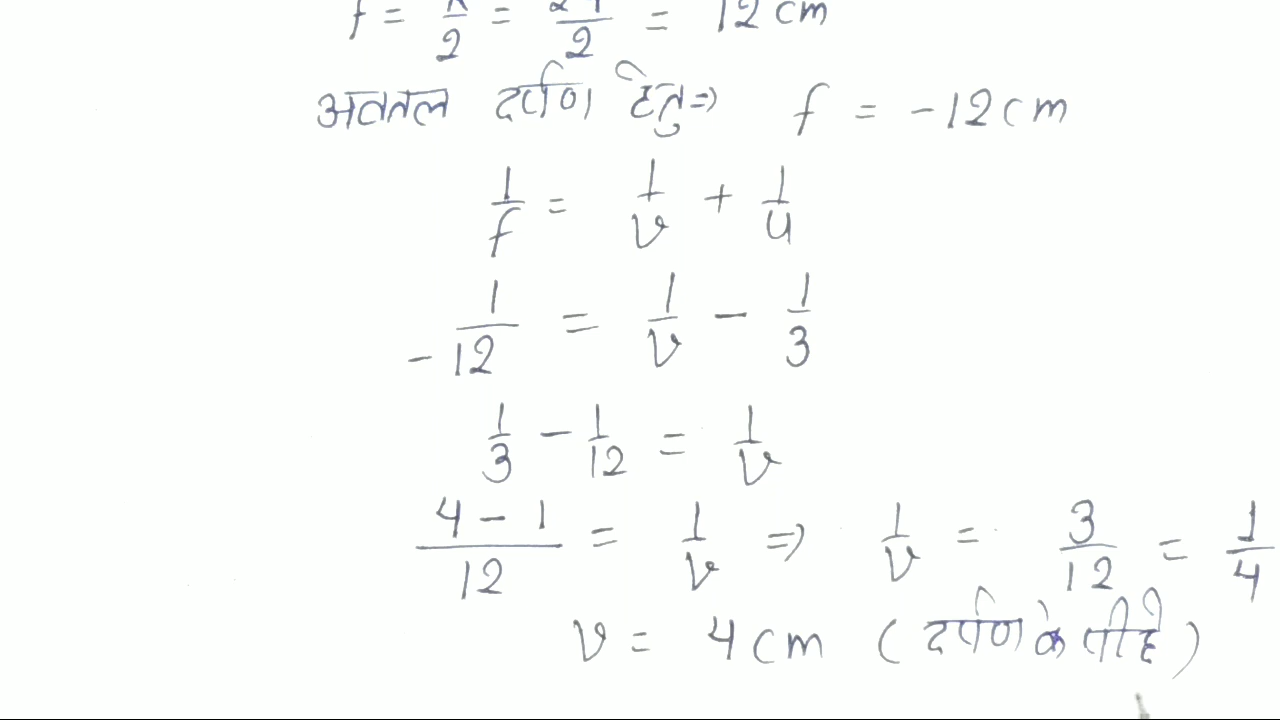 f = R/2 = 24/2 = 12 cm
अवतल दर्पण हेतु ⇒ f = -12 cm
1/f = 1/v + 1/u
1/-12 = 1/v - 1/3
1/3 - 1/12 = 1/v
4 - 1/12 = 1/v ⇒ 1/v = 3/12 = 1/4
v = 4 cm (दर्पण के पीछे)